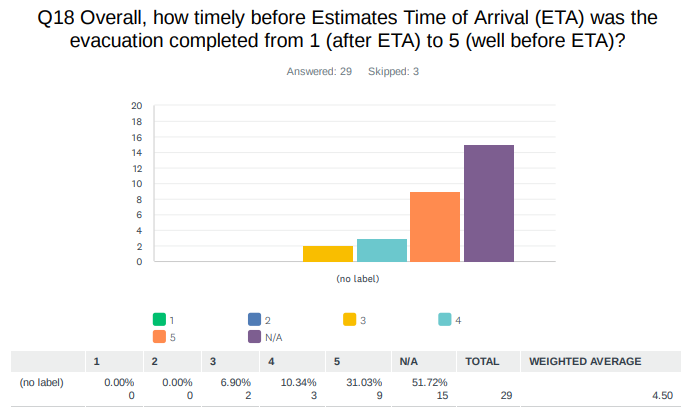 Q18 Overall, how timely before Estimates Time of Arrival (ETA) was the
evacuation completed from 1 (after ETA) to 5 (well before ETA)?
Answered: 29 Skipped: 3
20
18
16
14
12
10
8
6
4
2
0
(no label)
1 2 3 4
5 N/A
1 2 3 4 5 N/A TOTAL WEIGHTED AVERAGE
(no label) 0.00% 0.00% 6.90% 10.34% 31.03% 51.72%
0 0 2 3 9 15 29 4.50